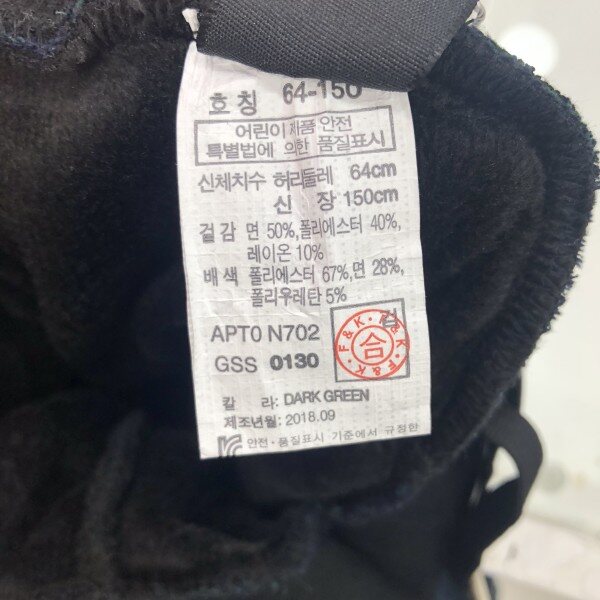 호칭 64-150
어린이제품 안전
특별법에 의한 품질표시
신체치수 허리둘레 64cm
신 장 150cm
겉감 면 50%,폴리에스터 40%,
레이온 10%
배색 폴리에스터 67%,면 28%,
폴리우레탄 5%
APT0 N702
GSS 0130
검
F&K·F&K·F&K
合
칼 라: DARK GREEN
제조년월: 2018.09
안전·품질표시·기준에서 규정한